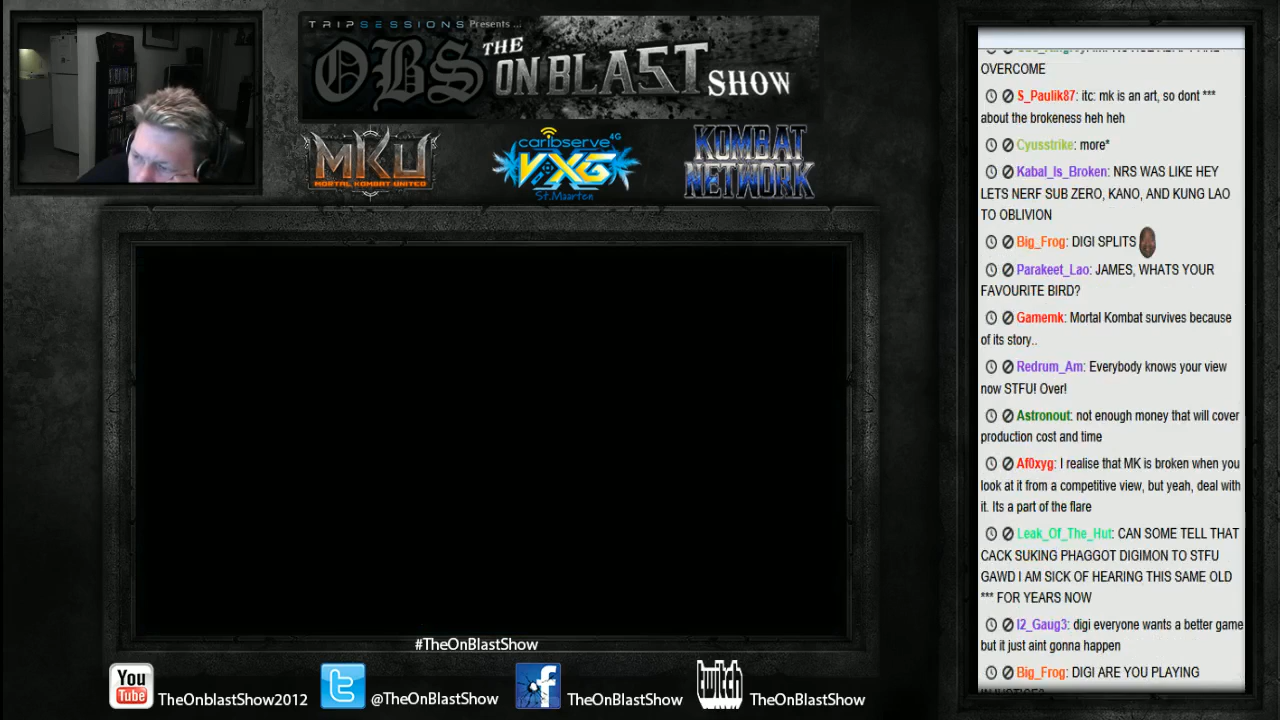 TRIPSESSIONS Presents ...
OBS THE ON BLAST SHOW
MKU
MORTAL KOMBAT UNITED
caribserve 4G
VXG
St.Maarten
KOMBAT
NETWORK
#TheOnBlastShow
You
Tube
TheOnblastShow2012
@TheOnBlastShow
TheOnBlastShow
twitch
TheOnBlastShow
OVERCOME
S_Paulik87: itc: mk is an art, so dont ***
about the brokeness heh heh
Cyusstrike: more*
Kabal_Is_Broken: NRS WAS LIKE HEY
LETS NERF SUB ZERO, KANO, AND KUNG LAO
TO OBLIVION
Big_Frog: DIGI SPLITS
Parakeet_Lao: JAMES, WHATS YOUR
FAVOURITE BIRD?
Gamemk: Mortal Kombat survives because
of its story..
Redrum_Am: Everybody knows your view
now STFU! Over!
Astronout: not enough money that will cover
production cost and time
Af0xyg: I realise that MK is broken when you
look at it from a competitive view, but yeah, deal with
it. Its a part of the flare
Leak_Of_The_Hut: CAN SOME TELL THAT
CACK SUKING PHAGGOT DIGIMON TO STFU
GAWD I AM SICK OF HEARING THIS SAME OLD
*** FOR YEARS NOW
I2_Gaug3: digi everyone wants a better game
but it just aint gonna happen
Big_Frog: DIGI ARE YOU PLAYING